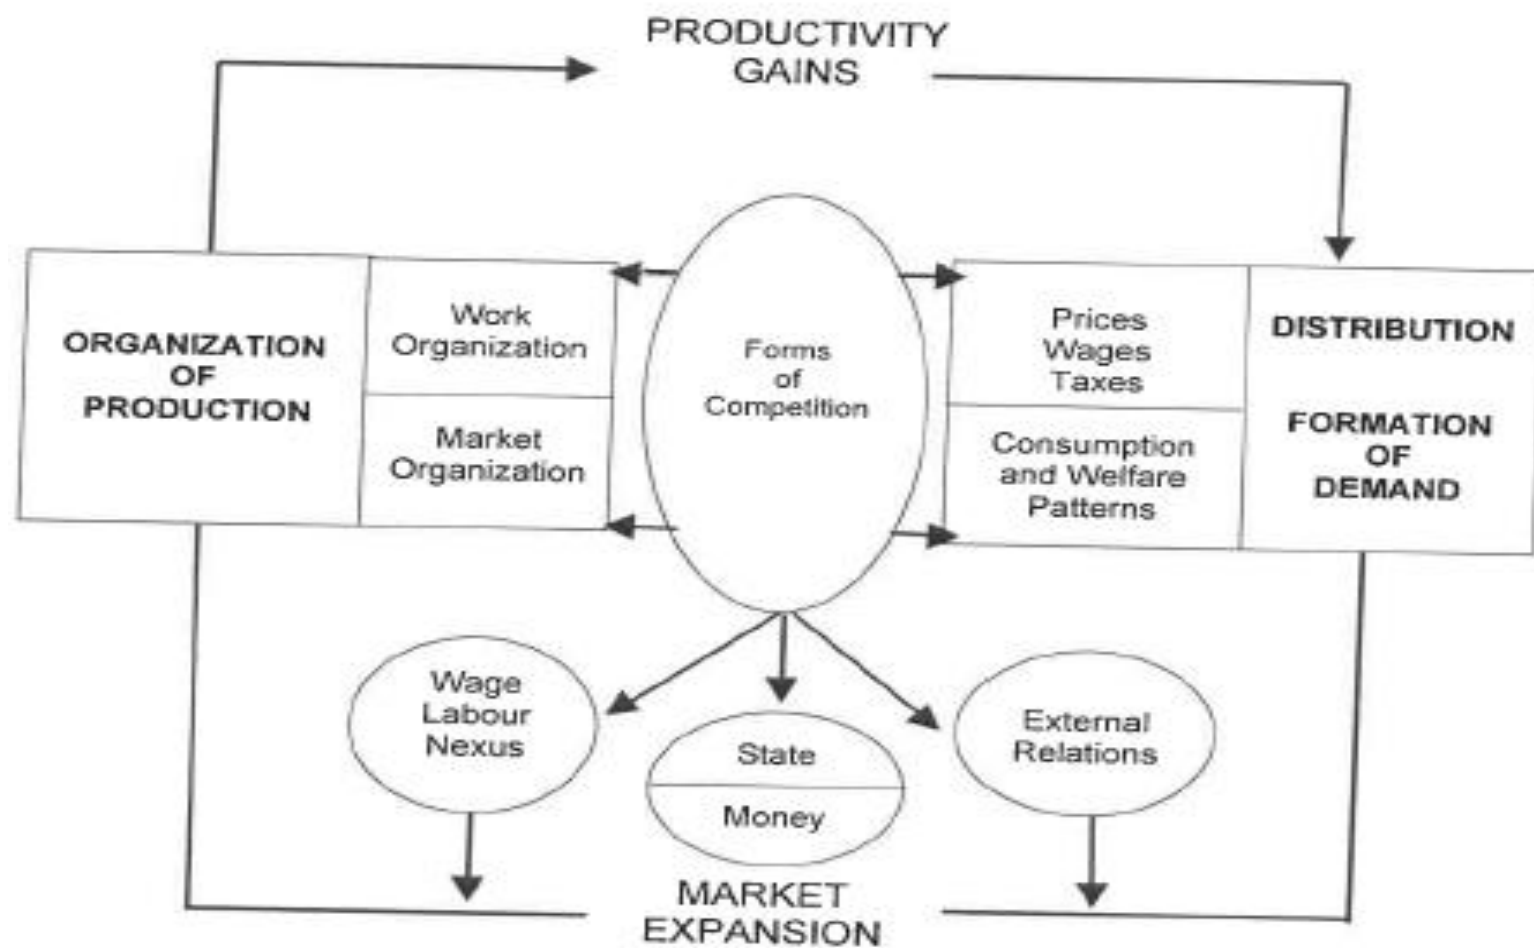 PRODUCTIVITY
GAINS
ORGANIZATION
OF
PRODUCTION
Work
Organization
Market
Organization
Forms
of
Competition
Prices
Wages
Taxes
Consumption
and Welfare
Patterns
DISTRIBUTION
FORMATION
OF
DEMAND
Wage
Labour
Nexus
State
Money
External
Relations
MARKET
EXPANSION